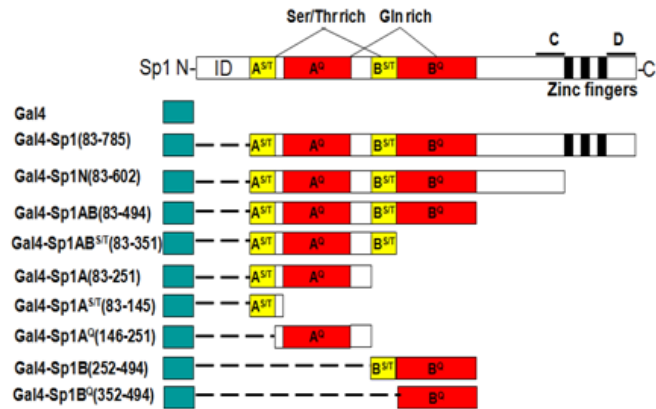 Ser/Thr rich Gln rich
C D
Sp1 N- ID A^S/T A^Q B^S/T B^Q -C
Zinc fingers
Gal4
Gal4-Sp1(83-785) A^S/T A^Q B^S/T B^Q
Gal4-Sp1N(83-602) A^S/T A^Q B^S/T B^Q
Gal4-Sp1AB(83-494) A^S/T A^Q B^S/T B^Q
Gal4-Sp1AB^S/T(83-351) A^S/T A^Q B^S/T
Gal4-Sp1A(83-251) A^S/T A^Q
Gal4-Sp1A^S/T(83-145) A^S/T
Gal4-Sp1A^Q(146-251) A^Q
Gal4-Sp1B(252-494) B^S/T B^Q
Gal4-Sp1B^Q(352-494) B^Q